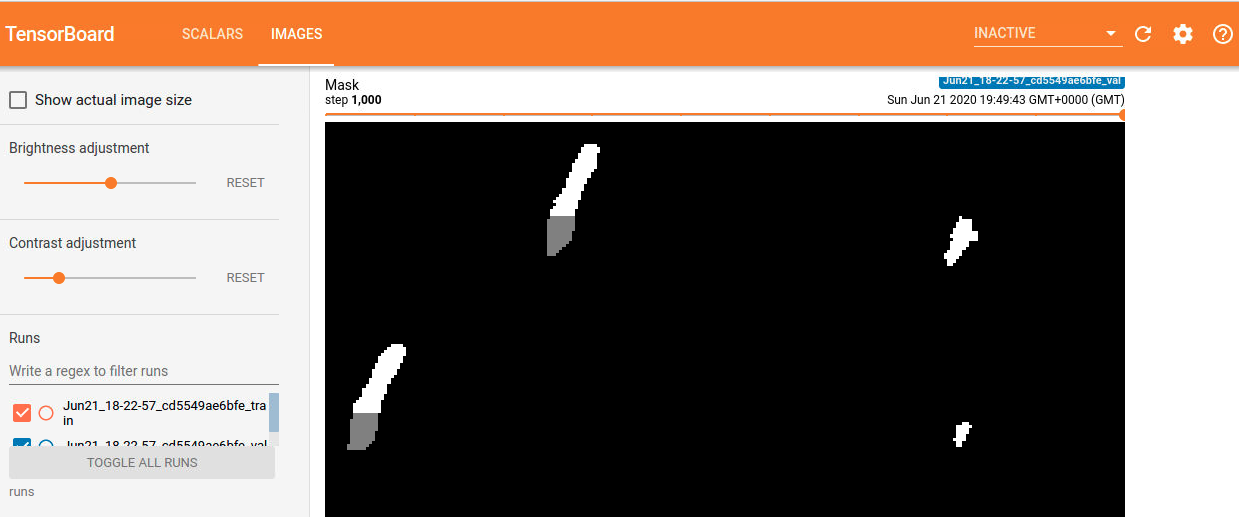 TensorBoard
SCALARS
IMAGES
INACTIVE
Show actual image size
Brightness adjustment
RESET
Contrast adjustment
RESET
Runs
Write a regex to filter runs
Jun21_18-22-57_cd5549ae6bfe_tra
in
Jun21_18-22-57_cd5549ae6bfe_val
TOGGLE ALL RUNS
runs
Mask
Jun21_18-22-57_cd5549ae6bfe_val
step 1,000
Sun Jun 21 2020 19:49:43 GMT+0000 (GMT)